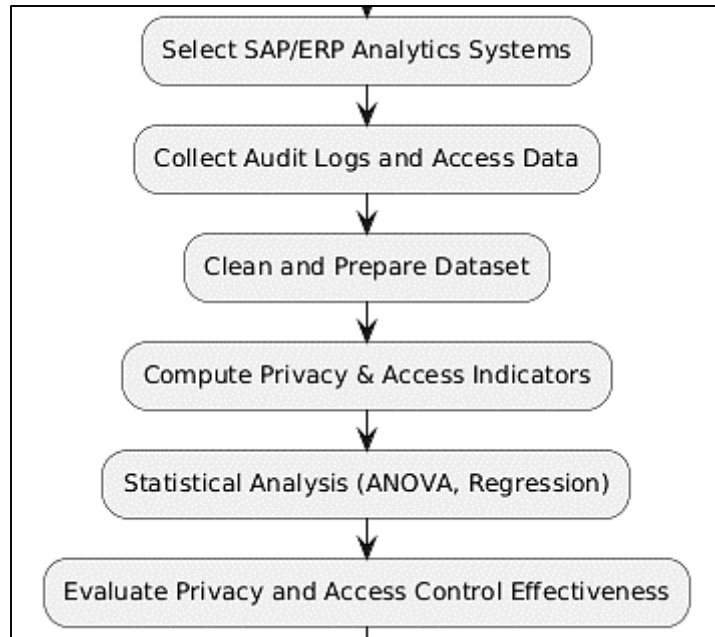 Select SAP/ERP Analytics Systems
Collect Audit Logs and Access Data
Clean and Prepare Dataset
Compute Privacy & Access Indicators
Statistical Analysis (ANOVA, Regression)
Evaluate Privacy and Access Control Effectiveness